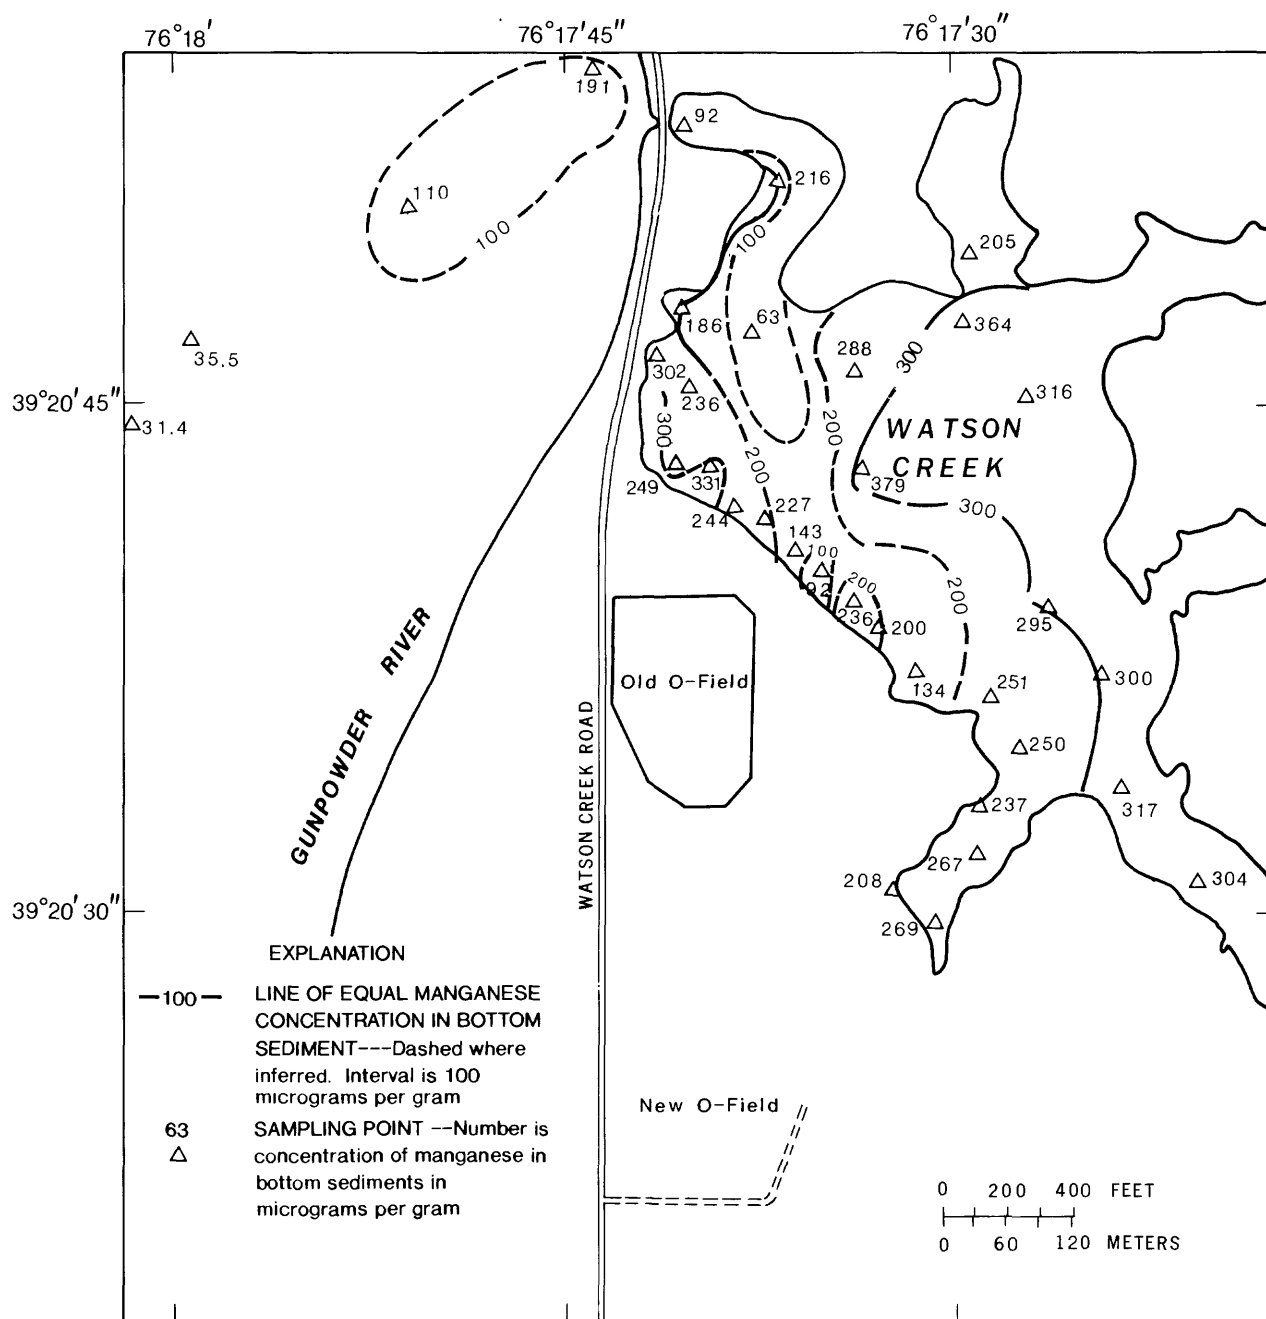 76°18'
76°17'45"
76°17'30"
191
92
110
100
216
100
205
186
63
364
35.5
302
288
300
316
39°20'45"
236
31.4
300
200
200
WATSON
CREEK
249
331
379
244
227
300
143
100
92
200
236
200
200
295
GUNPOWDER RIVER
Old O-Field
134
251
300
WATSON CREEK ROAD
250
237
317
267
208
304
269
39°20'30"
EXPLANATION
100
LINE OF EQUAL MANGANESE
CONCENTRATION IN BOTTOM
SEDIMENT---Dashed where
inferred. Interval is 100
micrograms per gram
63
SAMPLING POINT --Number is
concentration of manganese in
bottom sediments in
micrograms per gram
New O-Field
0 200 400 FEET
0 60 120 METERS